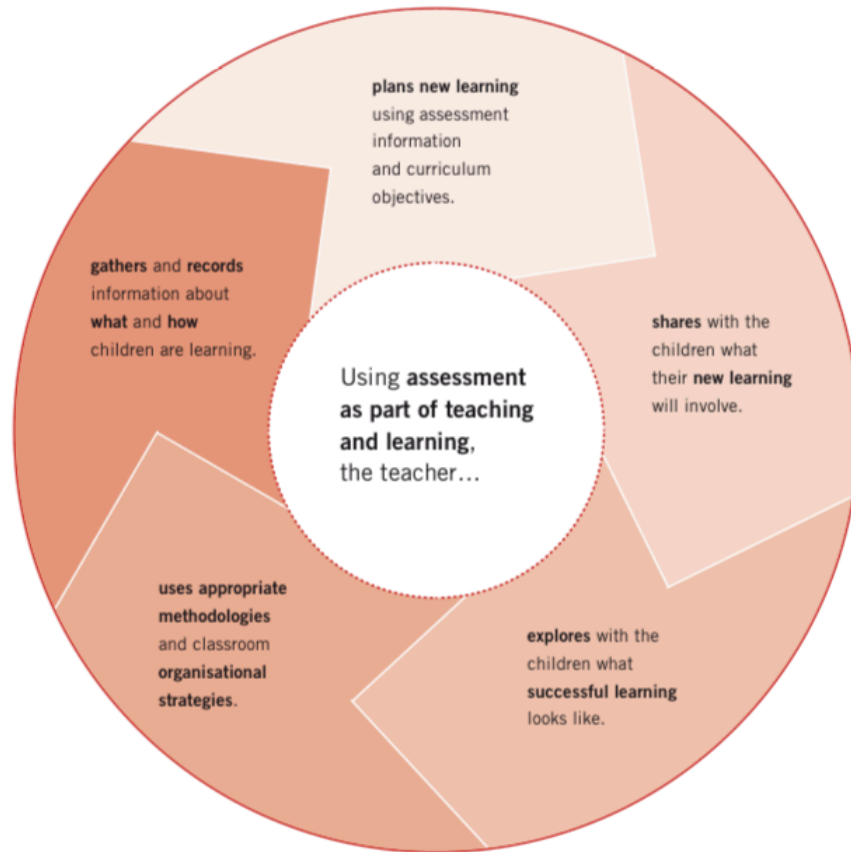 plans new learning
using assessment
information
and curriculum
objectives.
shares with the
children what
their new learning
will involve.
explores with the
children what
successful learning
looks like.
uses appropriate
methodologies
and classroom
organisational
strategies.
gathers and records
information about
what and how
children are learning.
Using assessment
as part of teaching
and learning,
the teacher...